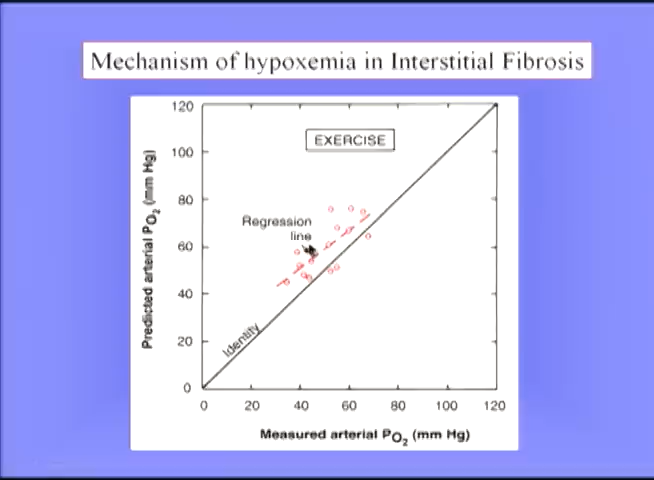 Mechanism of hypoxemia in Interstitial Fibrosis
120
EXERCISE
100
80
Regression
line
60
40
Identity
20
0
0 20 40 60 80 100 120
Predicted arterial PO2 (mm Hg)
Measured arterial PO2 (mm Hg)